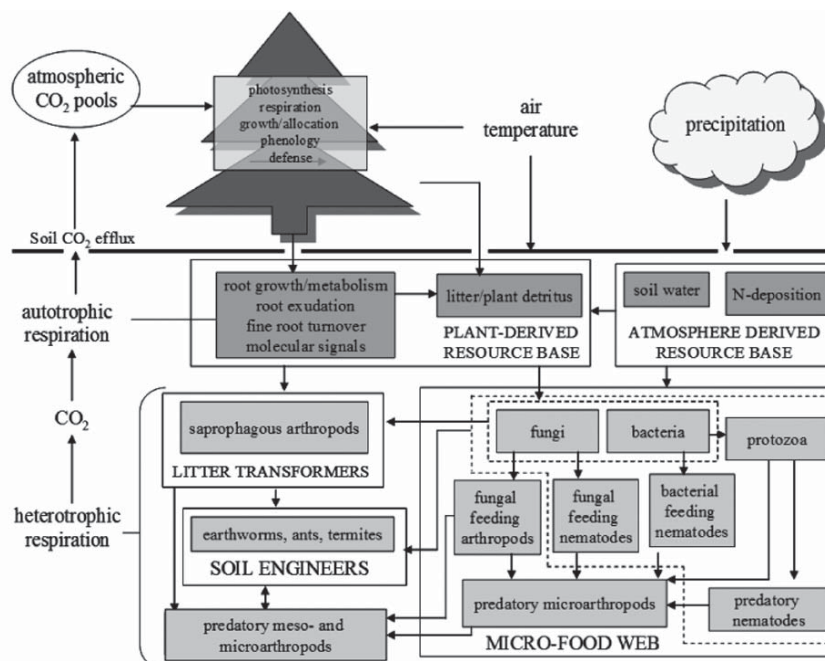 atmospheric
CO2 pools
photosynthesis
respiration
growth/allocation
phenology
defense
air
temperature
precipitation
Soil CO2 efflux
autotrophic
respiration
CO2
heterotrophic
respiration
root growth/metabolism
root exudation
fine root turnover
molecular signals
litter/plant detritus
PLANT-DERIVED
RESOURCE BASE
soil water
N-deposition
ATMOSPHERE DERIVED
RESOURCE BASE
saprophagous arthropods
LITTER TRANSFORMERS
earthworms, ants, termites
SOIL ENGINEERS
predatory meso- and
microarthropods
fungi
bacteria
protozoa
fungal
feeding
arthropods
fungal
feeding
nematodes
bacterial
feeding
nematodes
predatory microarthropods
predatory
nematodes
MICRO-FOOD WEB